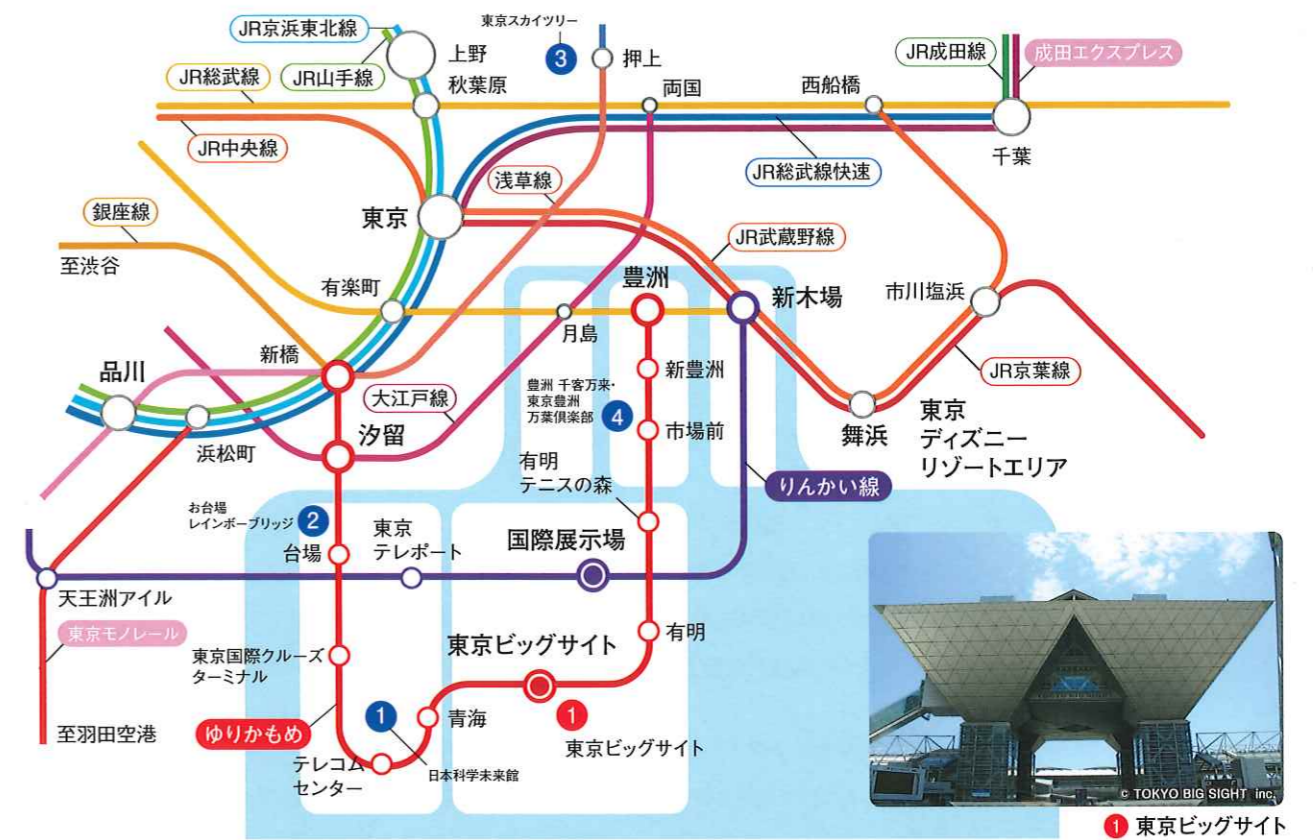 JR京浜東北線
東京スカイツリー
3
押上
上野
JR総武線
JR山手線
秋葉原
両国
西船橋
JR成田線
成田エクスプレス
JR中央線
千葉
JR総武線快速
浅草線
銀座線
東京
JR武蔵野線
至渋谷
有楽町
豊洲
新木場
市川塩浜
月島
新橋
品川
新豊洲
JR京葉線
大江戸線
豊洲 千客万来・
東京豊洲
万葉倶楽部
4
市場前
舞浜
東京
ディズニー
リゾートエリア
浜松町
汐留
有明
テニスの森
りんかい線
お台場
レインボーブリッジ
2
台場
東京
テレポート
国際展示場
天王洲アイル
東京モノレール
東京国際クルーズ
ターミナル
東京ビッグサイト
有明
至羽田空港
ゆりかもめ
1
青海
1
東京ビッグサイト
テレコム
センター
日本科学未来館
© TOKYO BIG SIGHT inc.
1 東京ビッグサイト